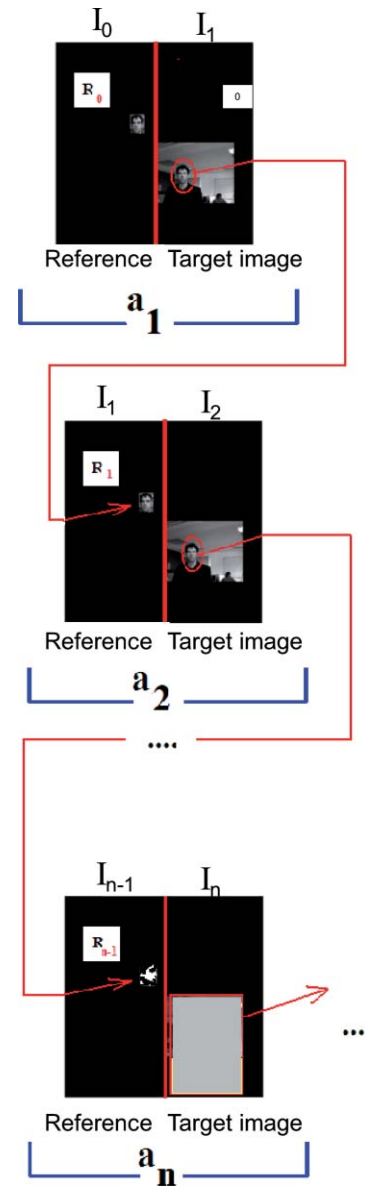 I₀ I₁
R₀
0
Reference Target image
a₁
I₁ I₂
R₁
Reference Target image
a₂
....
Iₙ₋₁ Iₙ
Rₙ₋₁
...
Reference Target image
aₙ